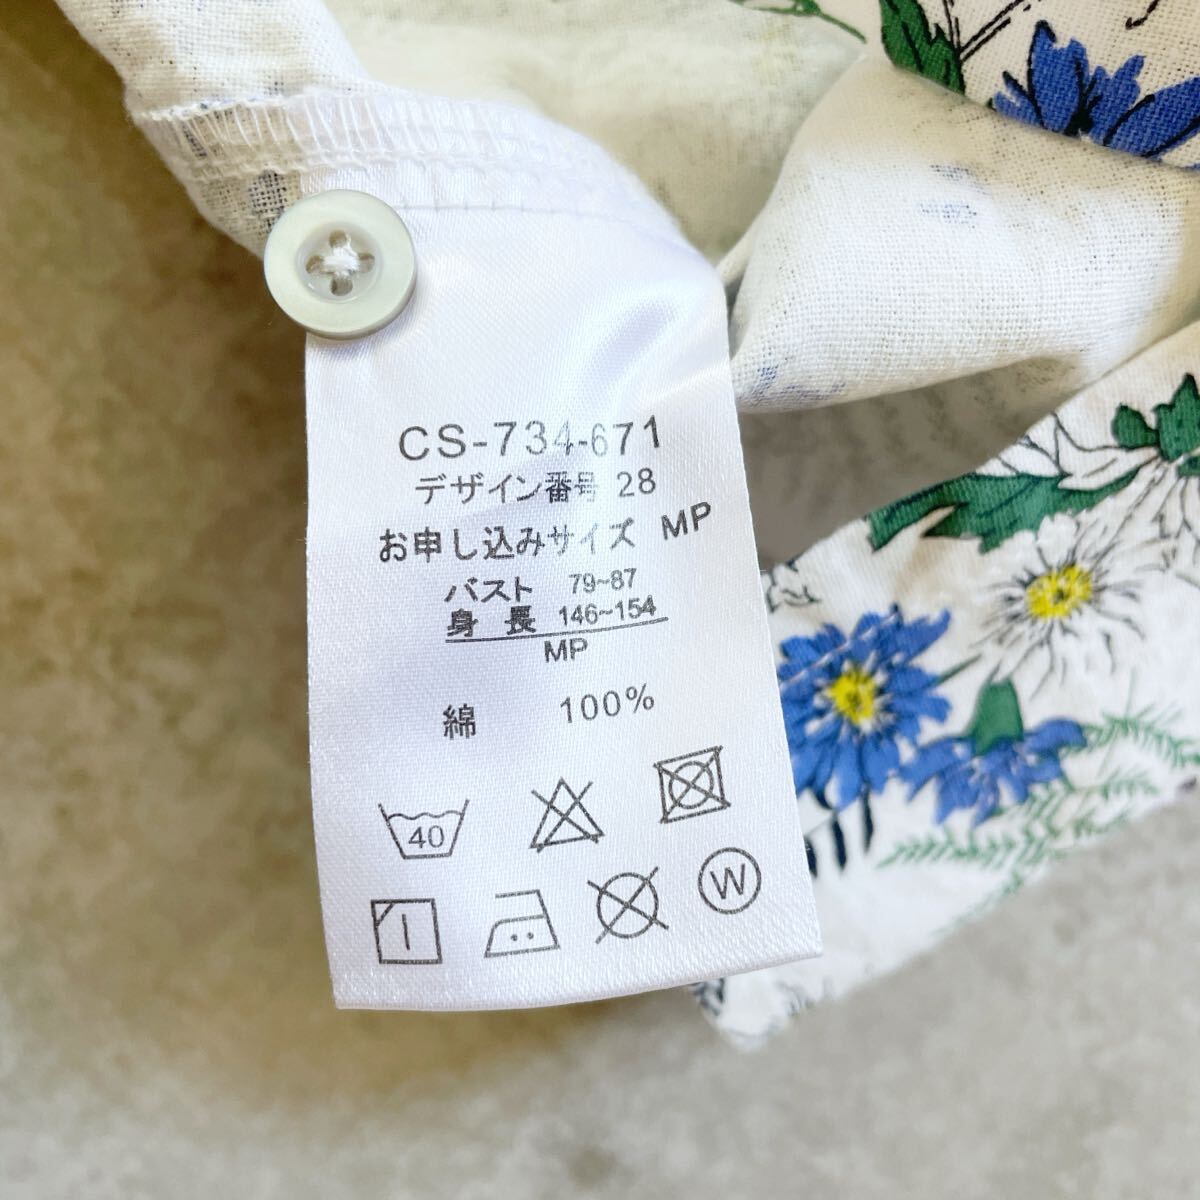 CS-734-671
デザイン番号 28
お申し込みサイズ MP
バスト 79~87
身 長 146~154
MP
綿 100%
40
W